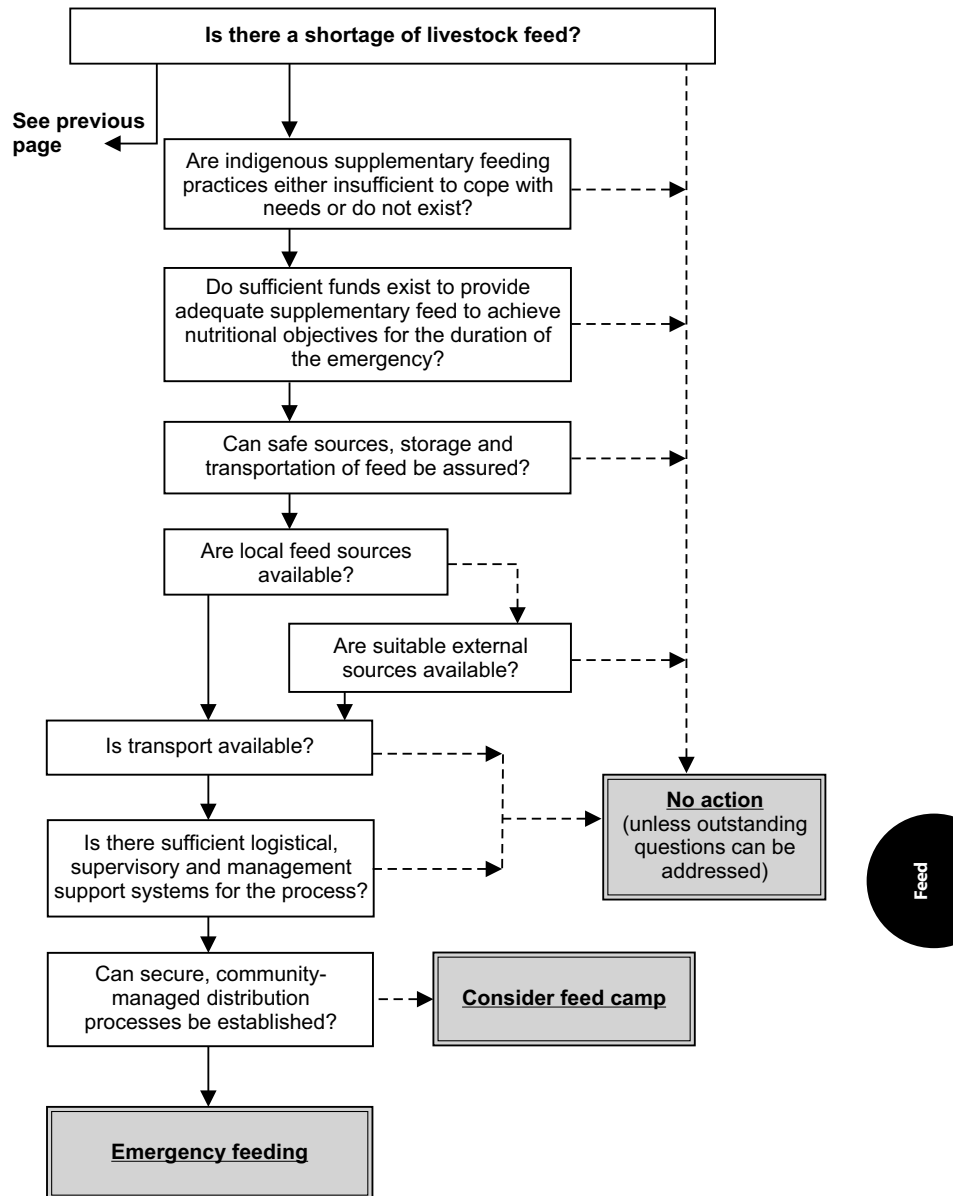 Is there a shortage of livestock feed?
See previous
page
Are indigenous supplementary feeding
practices either insufficient to cope with
needs or do not exist?
Do sufficient funds exist to provide
adequate supplementary feed to achieve
nutritional objectives for the duration of
the emergency?
Can safe sources, storage and
transportation of feed be assured?
Are local feed sources
available?
Are suitable external
sources available?
Is transport available?
No action
(unless outstanding
questions can be
addressed)
Is there sufficient logistical,
supervisory and management
support systems for the process?
Feed
Can secure, community-
managed distribution
processes be established?
Consider feed camp
Emergency feeding